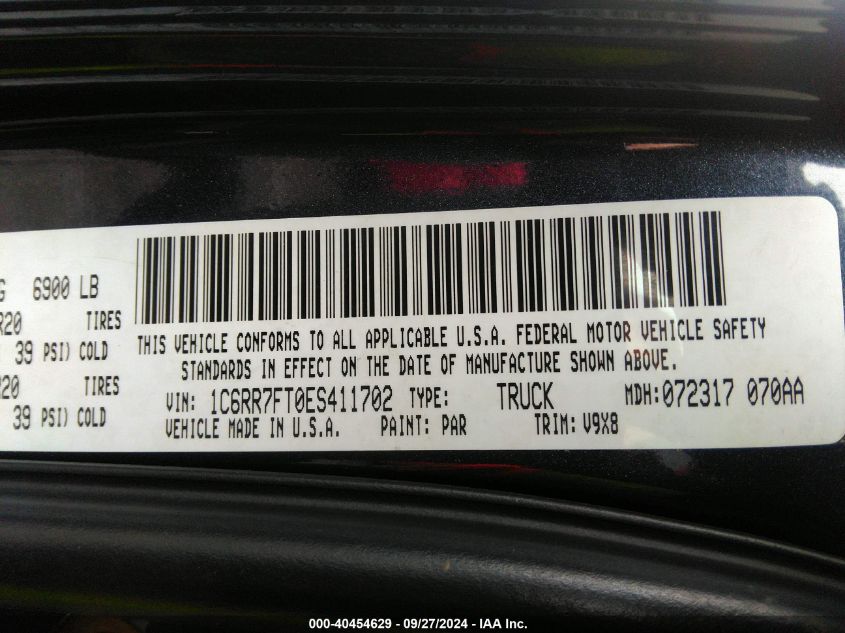 G 6900 LB
R20 TIRES
39 PSI) COLD
R20 TIRES
39 PSI) COLD
THIS VEHICLE CONFORMS TO ALL APPLICABLE U.S.A. FEDERAL MOTOR VEHICLE SAFETY
STANDARDS IN EFFECT ON THE DATE OF MANUFACTURE SHOWN ABOVE.
VIN: 1C6RR7FT0ES411702 TYPE: TRUCK MDH: 072317 070AA
VEHICLE MADE IN U.S.A. PAINT: PAR TRIM: V9X8
000-40454629 - 09/27/2024 - IAA Inc.